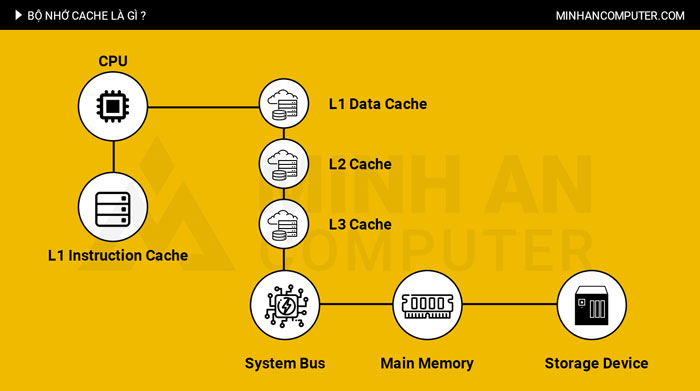 BỘ NHỚ CACHE LÀ GÌ ?
MINHANCOMPUTER.COM
CPU
L1 Data Cache
L2 Cache
MINH AN
L3 Cache
COMPUTER
L1 Instruction Cache
System Bus
Main Memory
Storage Device